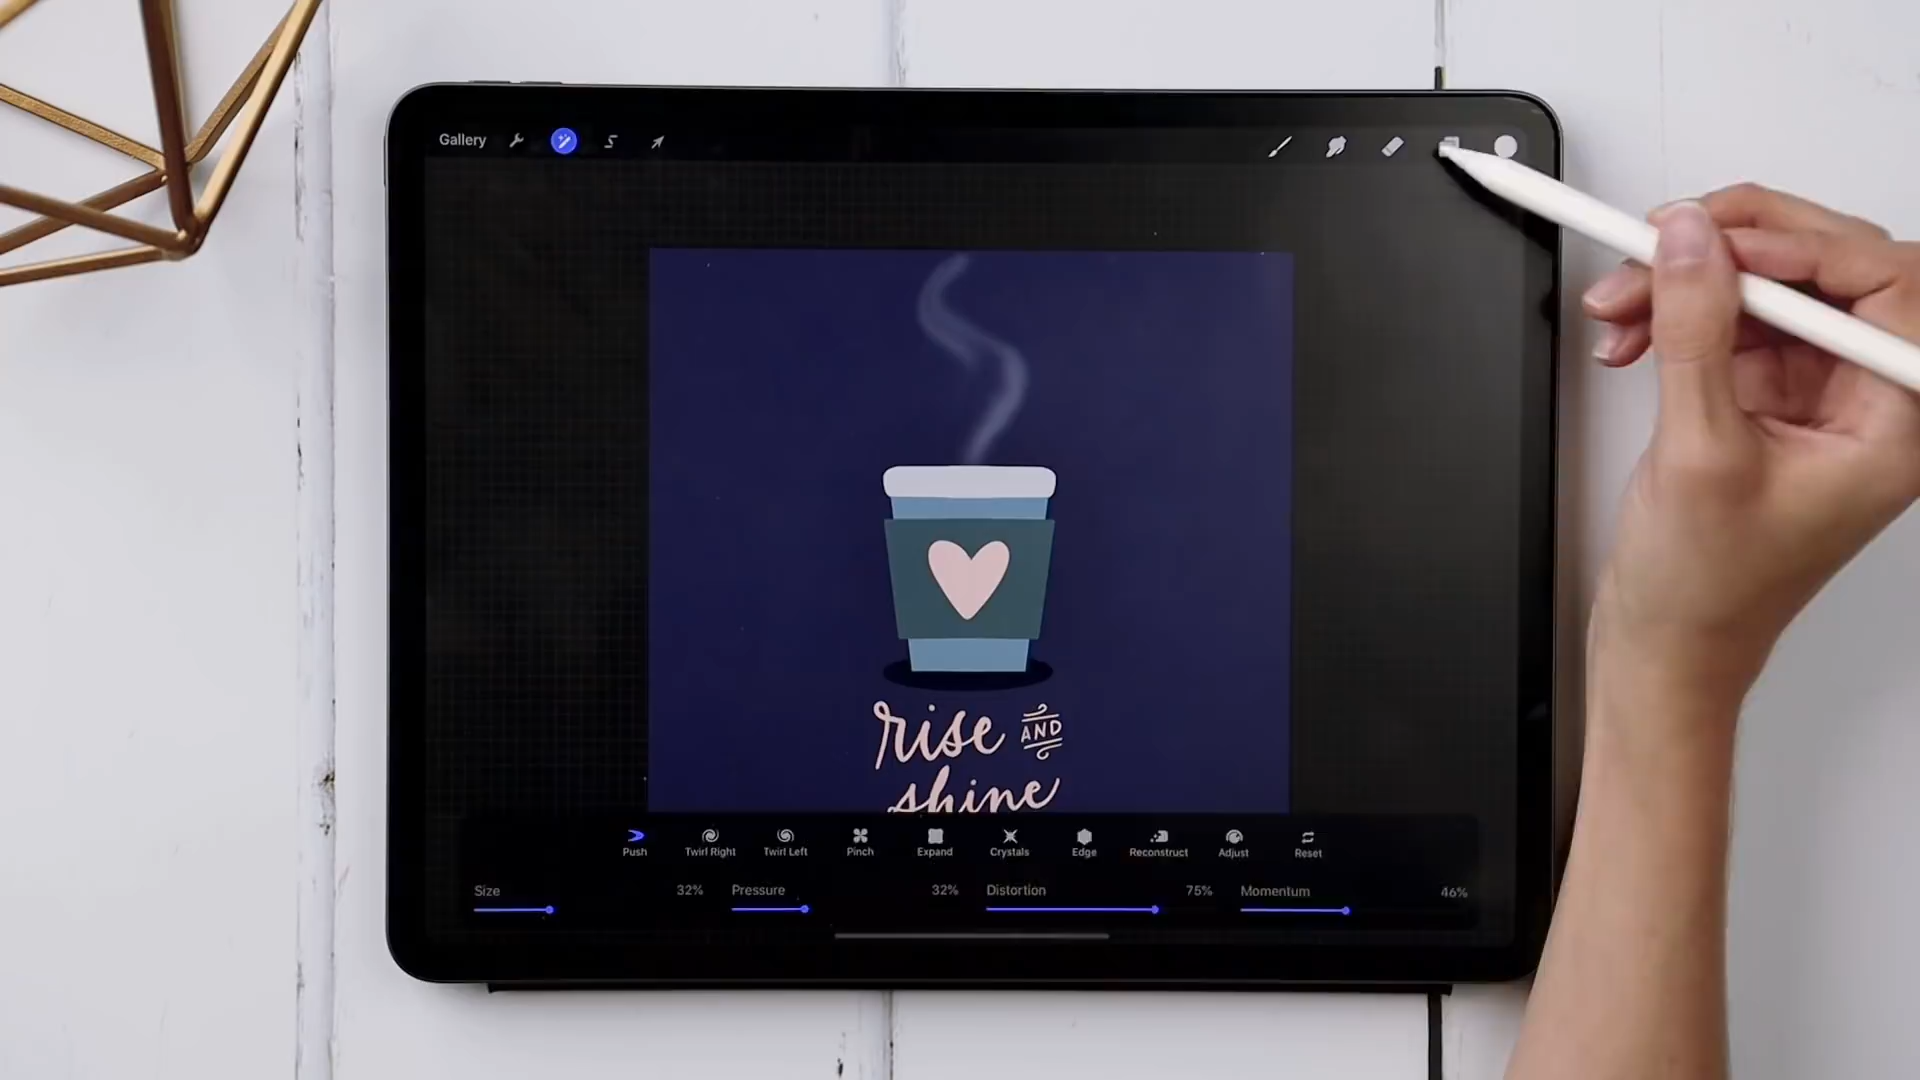 Gallery
rise AND
shine
Push Twirl Right Twirl Left Pinch Expand Crystals Edge Reconstruct Adjust Reset
Size 32% Pressure 32% Distortion 75% Momentum 46%